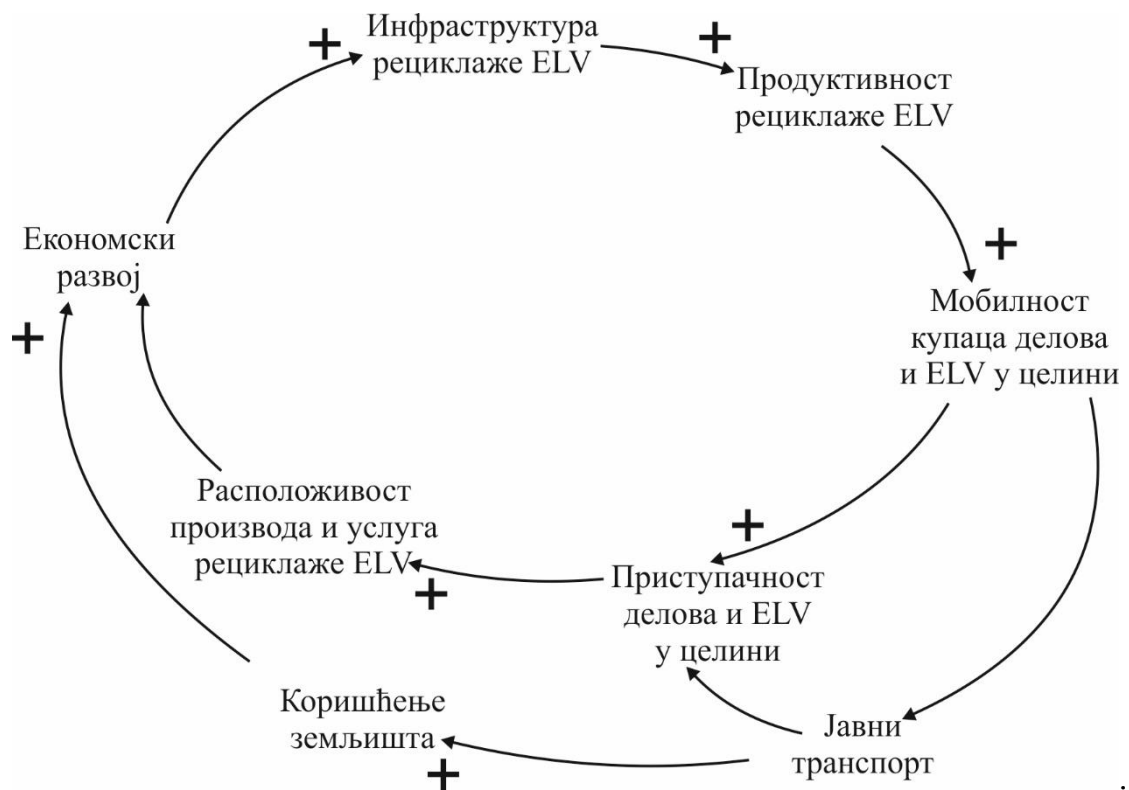 Инфраструктура
рециклаже ELV
Продуктивност
рециклаже ELV
Економски
развој
Мобилност
купаца делова
и ELV у целини
Расположивост
производа и услуга
рециклаже ELV
Приступачност
делова и ELV
у целини
Коришћење
земљишта
Јавни
транспорт